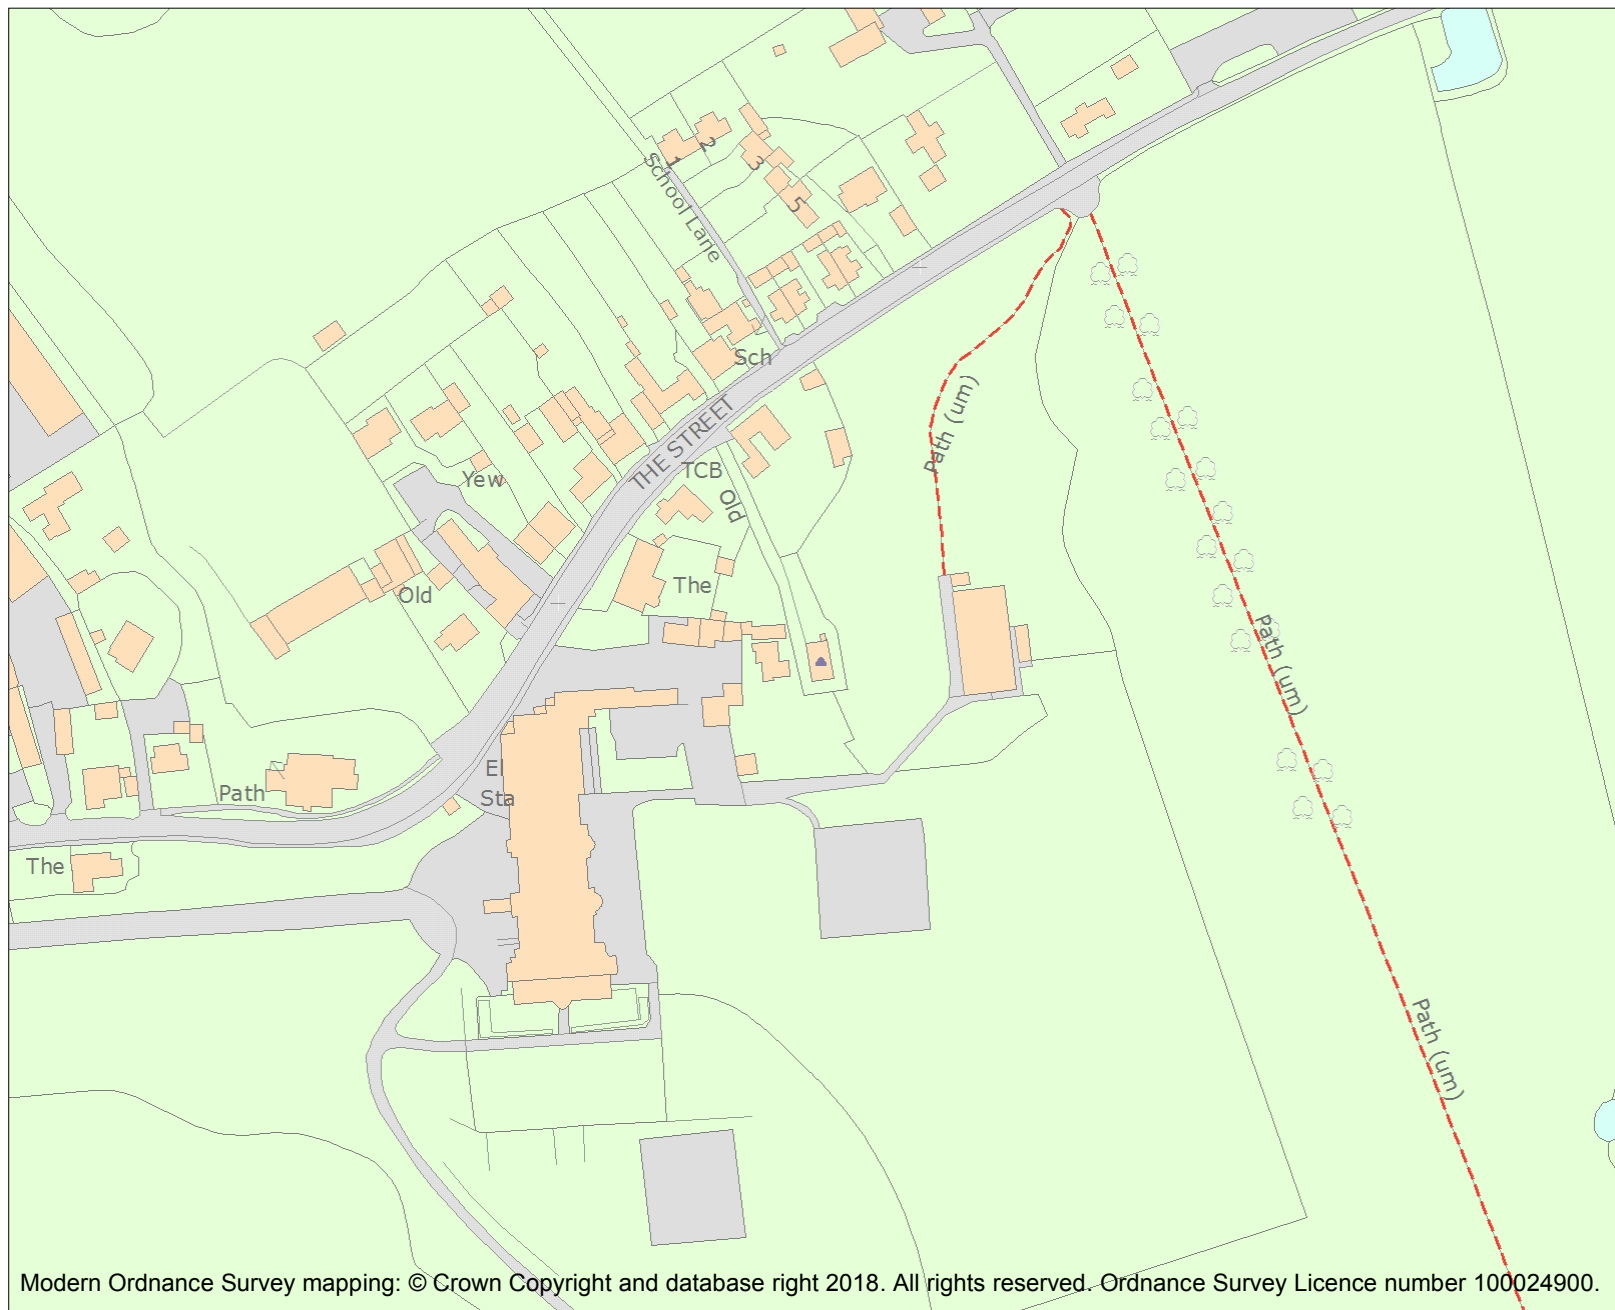 1
2
3
5
School Lane
Sch
THE STREET
TCB
Old
Yew
Old
The
Path (um)
Path (um)
El
Sta
Path
The
Path (um)
Modern Ordnance Survey mapping: © Crown Copyright and database right 2018. All rights reserved. Ordnance Survey Licence number 100024900.